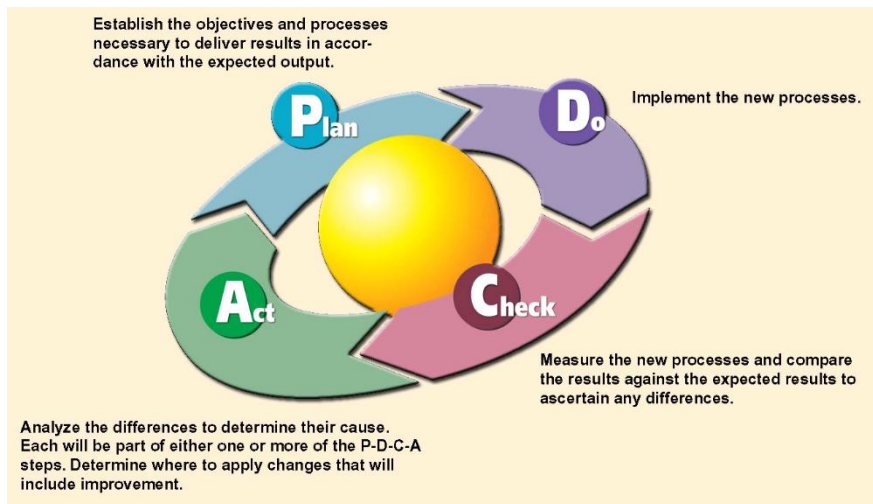 Establish the objectives and processes
necessary to deliver results in accor-
dance with the expected output.
Plan
Do
Implement the new processes.
Act
Check
Measure the new processes and compare
the results against the expected results to
ascertain any differences.
Analyze the differences to determine their cause.
Each will be part of either one or more of the P-D-C-A
steps. Determine where to apply changes that will
include improvement.